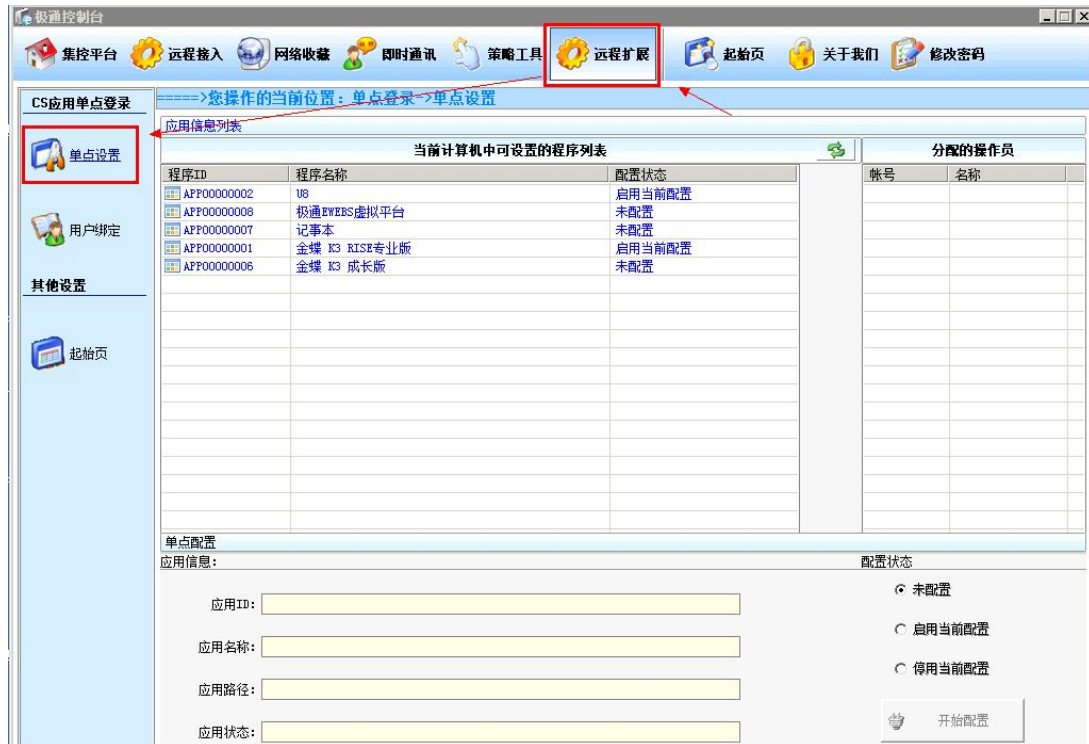 极通控制台
集控平台 远程接入 网络收藏 即时通讯 策略工具 远程扩展 起始页 关于我们 修改密码
CS应用单点登录
=====>您操作的当前位置：单点登录=>单点设置
应用信息列表
单点设置
用户绑定
其他设置
起始页
当前计算机中可设置的程序列表
分配的操作员
程序ID 程序名称 配置状态
帐号 名称
APP00000002 U8 启用当前配置
APP00000008 极通EWEBS虚拟平台 未配置
APP00000007 记事本 未配置
APP00000001 金蝶 K3 RISE专业版 启用当前配置
APP00000006 金蝶 K3 成长版 未配置
单点配置
应用信息：
配置状态
应用ID：
应用名称：
应用路径：
应用状态：
未配置
启用当前配置
停用当前配置
开始配置